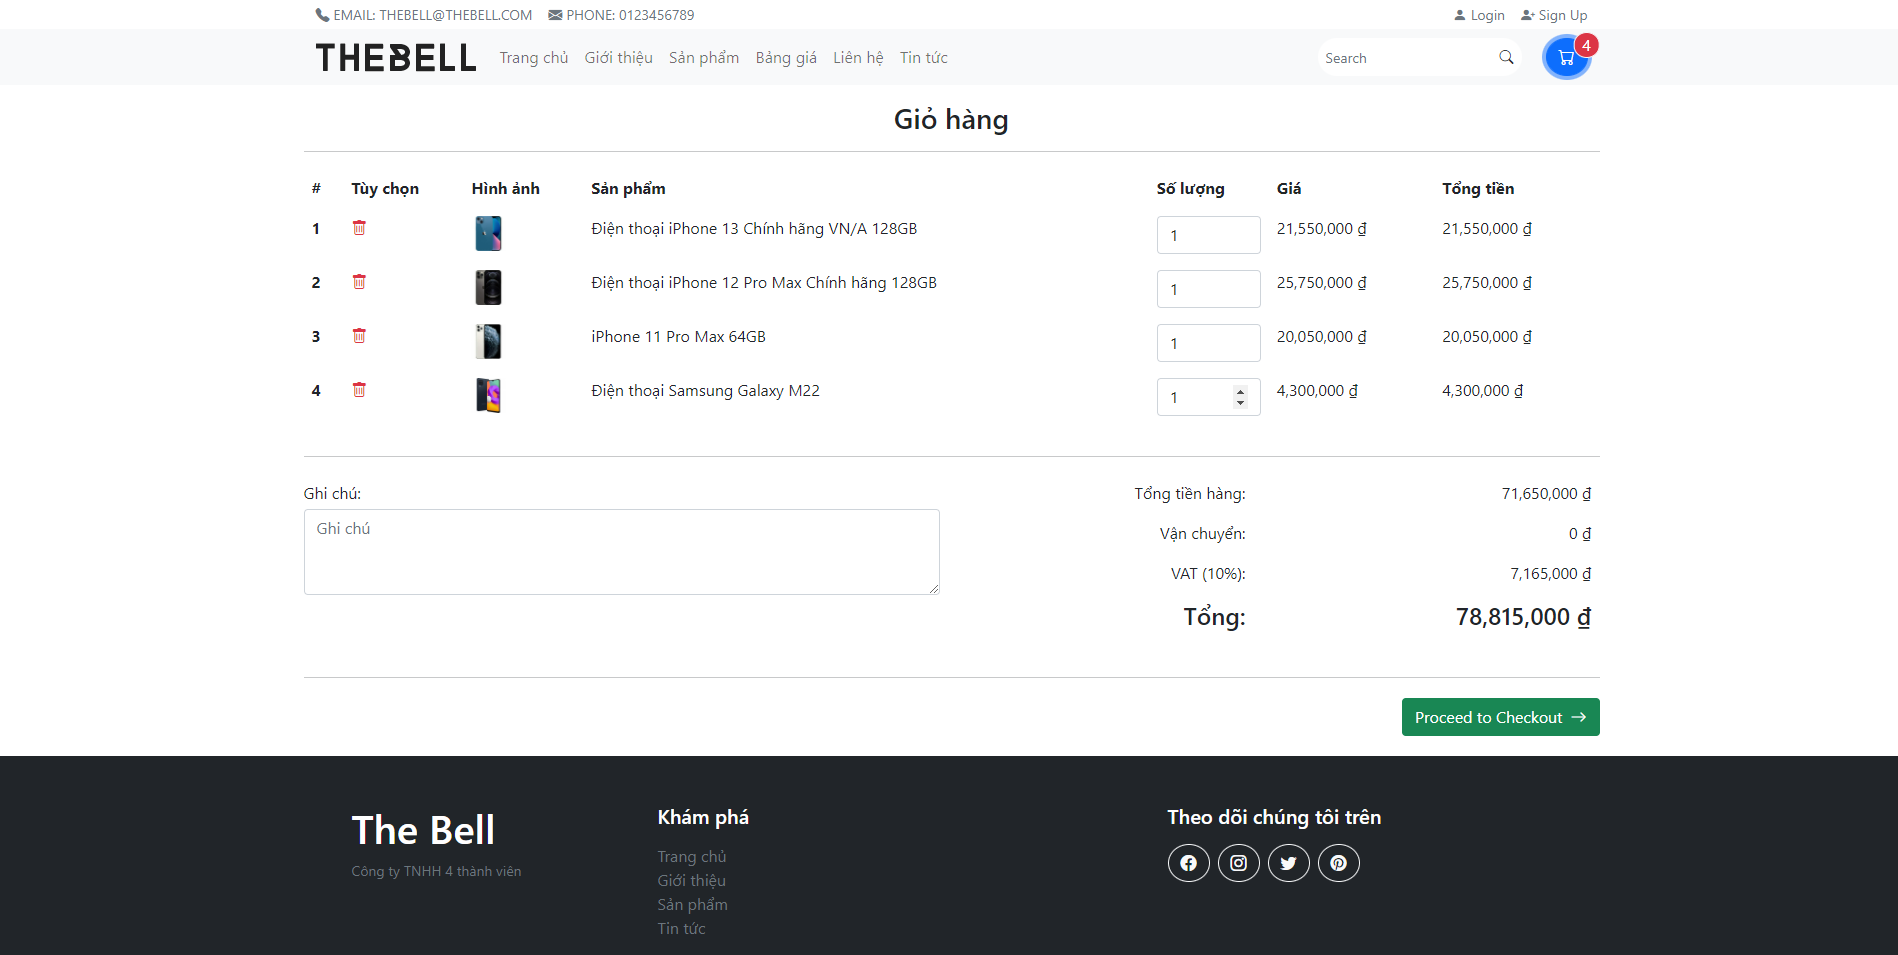 EMAIL: THEBELL@THEBELL.COM PHONE: 0123456789 Login Sign Up
THEBELL Trang chủ Giới thiệu Sản phẩm Bảng giá Liên hệ Tin tức Search 4
Giỏ hàng
# Tùy chọn Hình ảnh Sản phẩm Số lượng Giá Tổng tiền
1 Điện thoại iPhone 13 Chính hãng VN/A 128GB 1 21,550,000 ₫ 21,550,000 ₫
2 Điện thoại iPhone 12 Pro Max Chính hãng 128GB 1 25,750,000 ₫ 25,750,000 ₫
3 iPhone 11 Pro Max 64GB 1 20,050,000 ₫ 20,050,000 ₫
4 Điện thoại Samsung Galaxy M22 1 4,300,000 ₫ 4,300,000 ₫
Ghi chú:
Ghi chú
Tổng tiền hàng: 71,650,000 ₫
Vận chuyển: 0 ₫
VAT (10%): 7,165,000 ₫
Tổng: 78,815,000 ₫
Proceed to Checkout →
The Bell
Công ty TNHH 4 thành viên
Khám phá
Trang chủ
Giới thiệu
Sản phẩm
Tin tức
Theo dõi chúng tôi trên